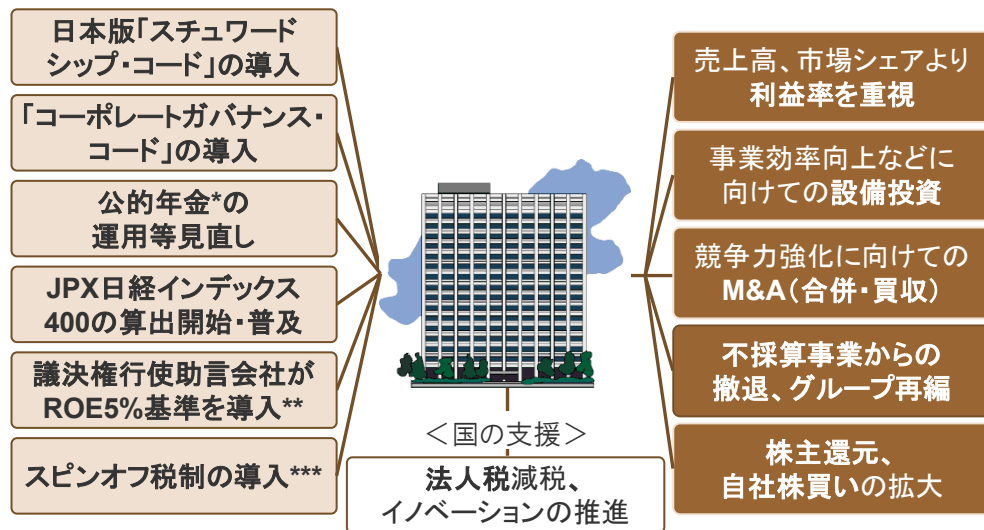 日本版「スチュワード
シップ・コード」の導入
「コーポレートガバナンス・
コード」の導入
公的年金*の
運用等見直し
JPX日経インデックス
400の算出開始・普及
議決権行使助言会社が
ROE5%基準を導入**
スピンオフ税制の導入***
＜国の支援＞
法人税減税、
イノベーションの推進
売上高、市場シェアより
利益率を重視
事業効率向上などに
向けての設備投資
競争力強化に向けての
M&A（合併・買収）
不採算事業からの
撤退、グループ再編
株主還元、
自社株買いの拡大